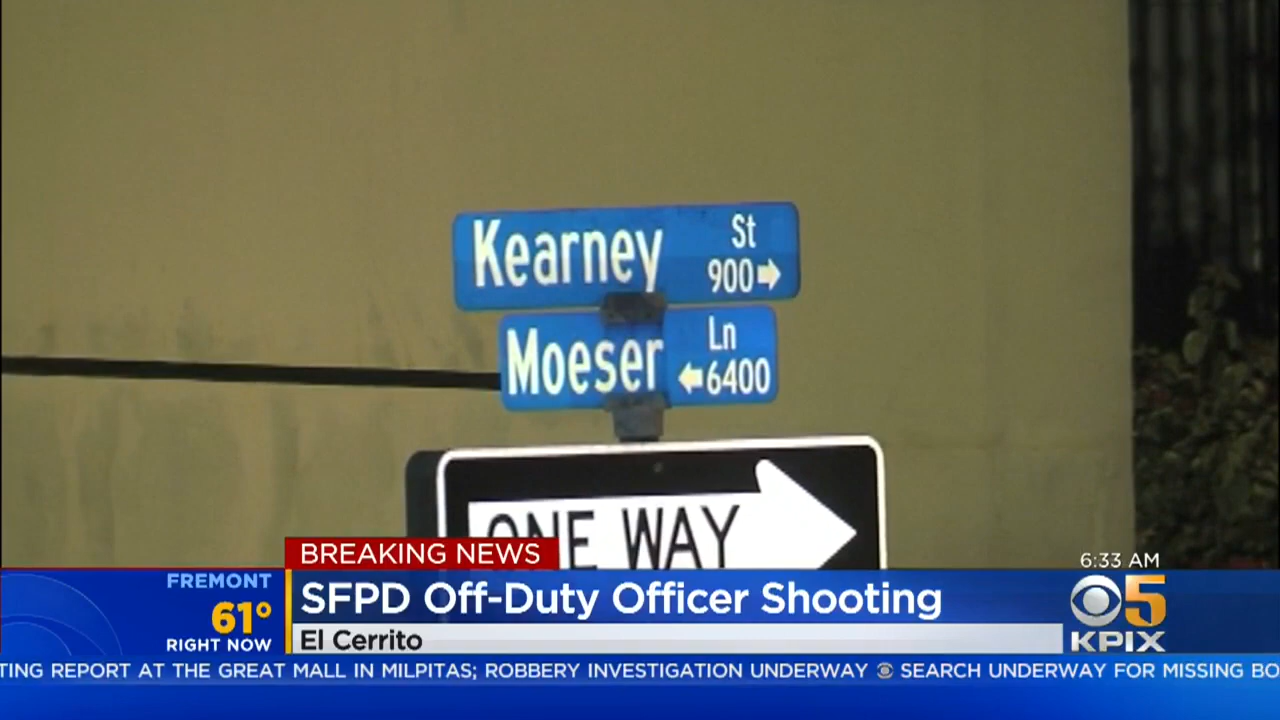 Kearney St
900→
Moeser Ln
←6400
ONE WAY
BREAKING NEWS
6:33 AM
FREMONT
61°
RIGHT NOW
SFPD Off-Duty Officer Shooting
El Cerrito
5
KPIX
TING REPORT AT THE GREAT MALL IN MILPITAS; ROBBERY INVESTIGATION UNDERWAY SEARCH UNDERWAY FOR MISSING BO